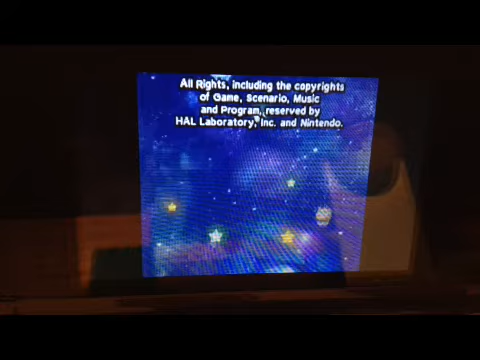 All Rights, including the copyrights
of Game, Scenario, Music
and Program, reserved by
HAL Laboratory, Inc. and Nintendo.